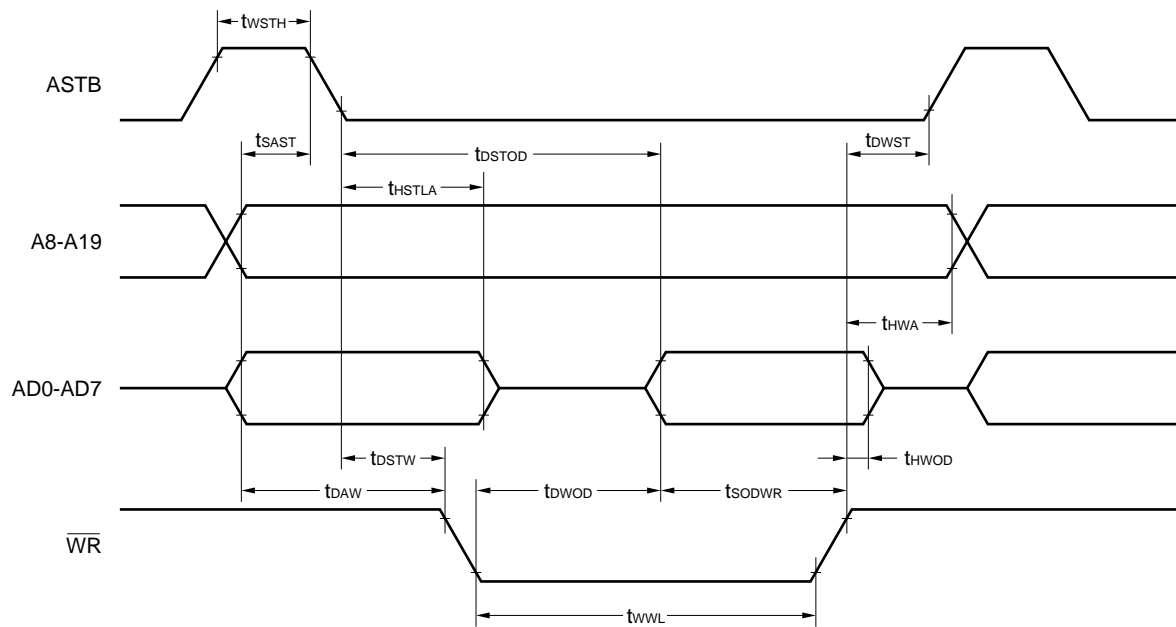 tWSTH
ASTB
tSAST
tDSTOD
tDWST
tHSTLA
A8-A19
tHWA
AD0-AD7
tDSTW
tHWOD
tDAW
tDWOD
tSODWR
WR
tWWL